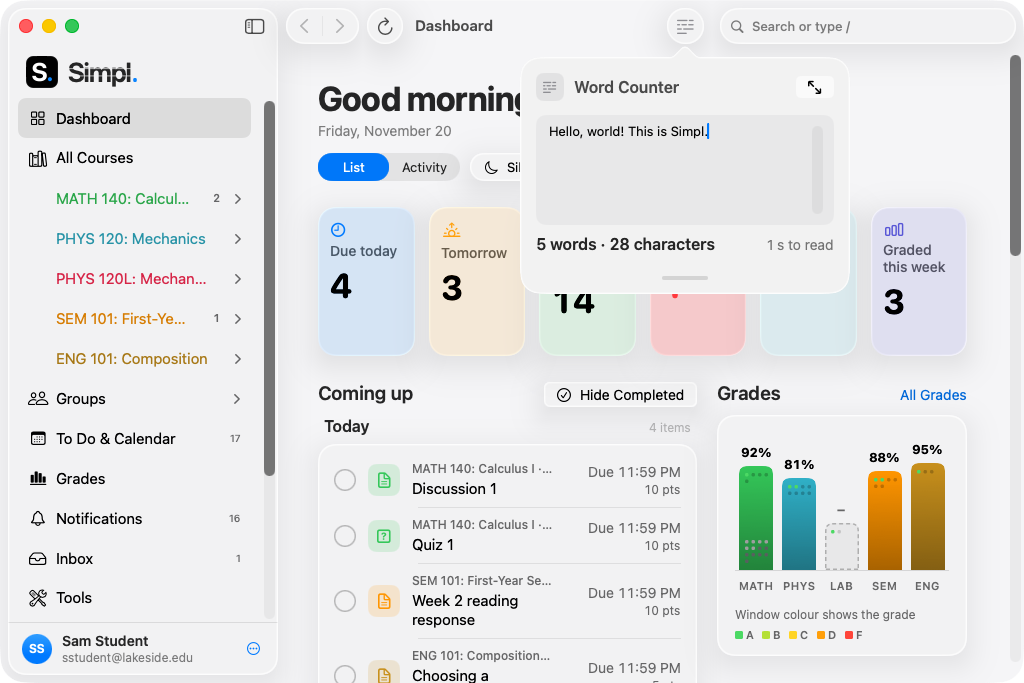 S.
Simpl.
Dashboard
All Courses
MATH 140: Calcul... 2
PHYS 120: Mechanics
PHYS 120L: Mechan...
SEM 101: First-Ye... 1
ENG 101: Composition
Groups
To Do & Calendar 17
Grades
Notifications 16
Inbox 1
Tools
SS
Sam Student
sstudent@lakeside.edu
Dashboard
Search or type /
Good morning
Friday, November 20
List
Activity
Word Counter
Hello, world! This is Simpl.
5 words · 28 characters
1 s to read
Due today
4
Tomorrow
3
14
Graded
this week
3
Coming up
Hide Completed
Today
4 items
MATH 140: Calculus I ·...
Discussion 1
Due 11:59 PM
10 pts
MATH 140: Calculus I ·...
Quiz 1
Due 11:59 PM
10 pts
SEM 101: First-Year Se...
Week 2 reading
response
Due 11:59 PM
10 pts
ENG 101: Composition...
Choosing a
Due 11:59 PM
Grades
All Grades
92%
81%
–
88%
95%
MATH PHYS LAB SEM ENG
Window colour shows the grade
A B C D F